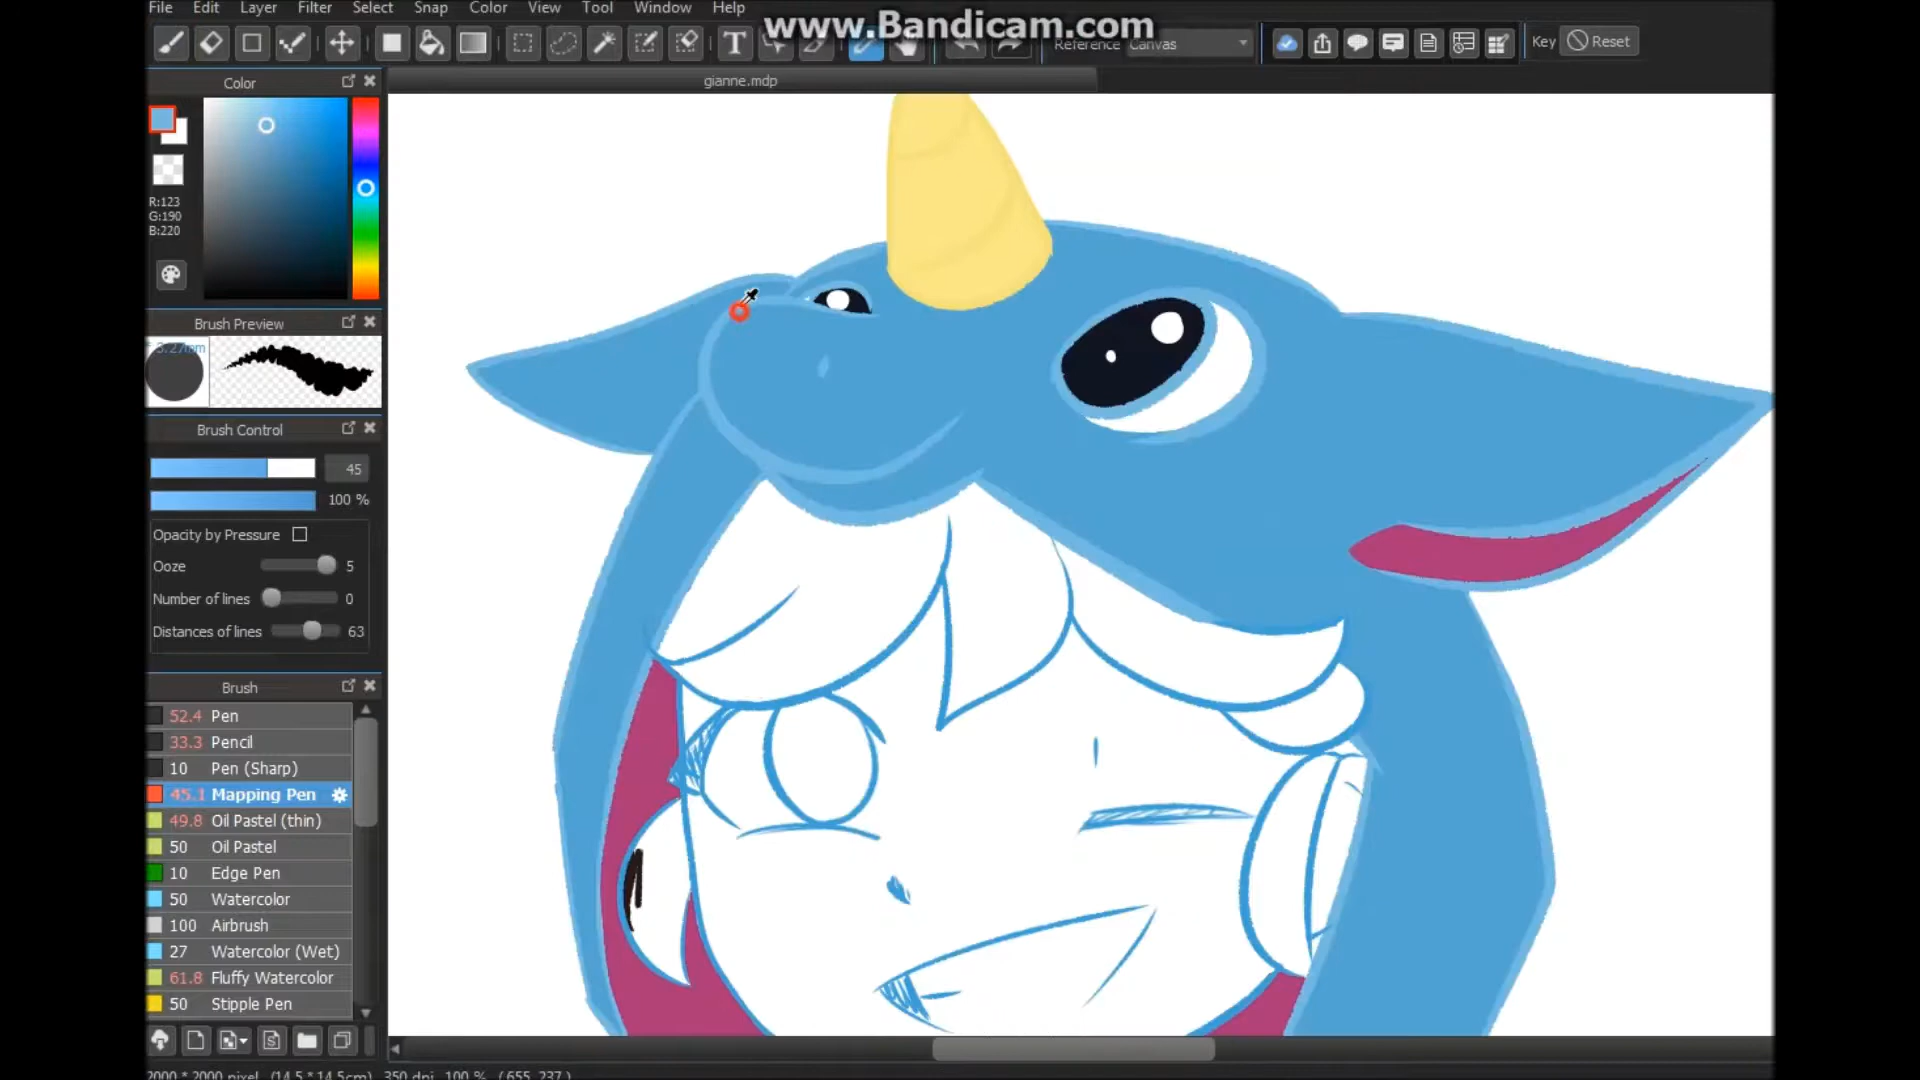 File Edit Layer Filter Select Snap Color View Tool Window Help
www.Bandicam.com
Reference Canvas
Key Reset
Color
gianne.mdp
R:123
G:190
B:220
Brush Preview
3.27mm
Brush Control
45
100 %
Opacity by Pressure
Ooze 5
Number of lines 0
Distances of lines 63
Brush
52.4 Pen
33.3 Pencil
10 Pen (Sharp)
45.1 Mapping Pen
49.8 Oil Pastel (thin)
50 Oil Pastel
10 Edge Pen
50 Watercolor
100 Airbrush
27 Watercolor (Wet)
61.8 Fluffy Watercolor
50 Stipple Pen
2000 * 2000 pixel (14.5 * 14.5cm) 350 dpi 100 % (655, 237)